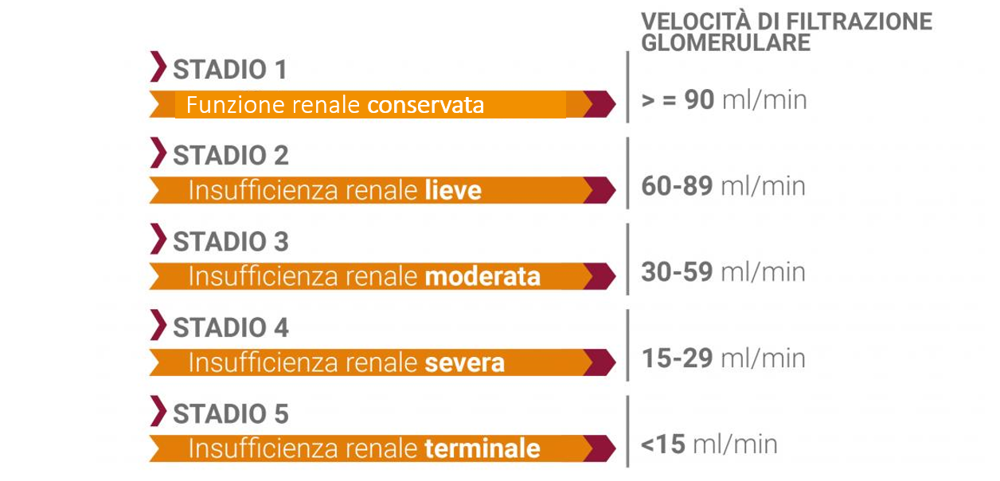 VELOCITÀ DI FILTRAZIONE
GLOMERULARE
STADIO 1
Funzione renale conservata
> = 90 ml/min
STADIO 2
Insufficienza renale lieve
60-89 ml/min
STADIO 3
Insufficienza renale moderata
30-59 ml/min
STADIO 4
Insufficienza renale severa
15-29 ml/min
STADIO 5
Insufficienza renale terminale
<15 ml/min